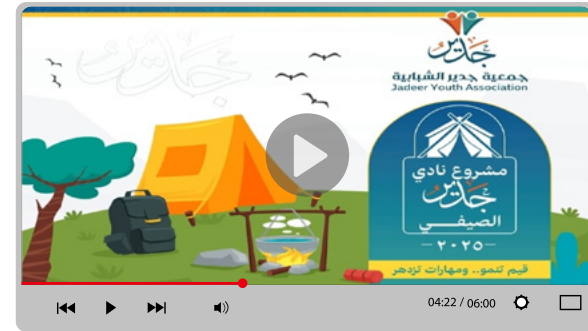 جدير
جدير
جمعية جدير الشبابية
Jadeer Youth Association
مشروع نادي
جدير
الصيفي
-٢٠٢٥-
قيم تنمو.. ومهارات تزدهر
04:22 / 06:00